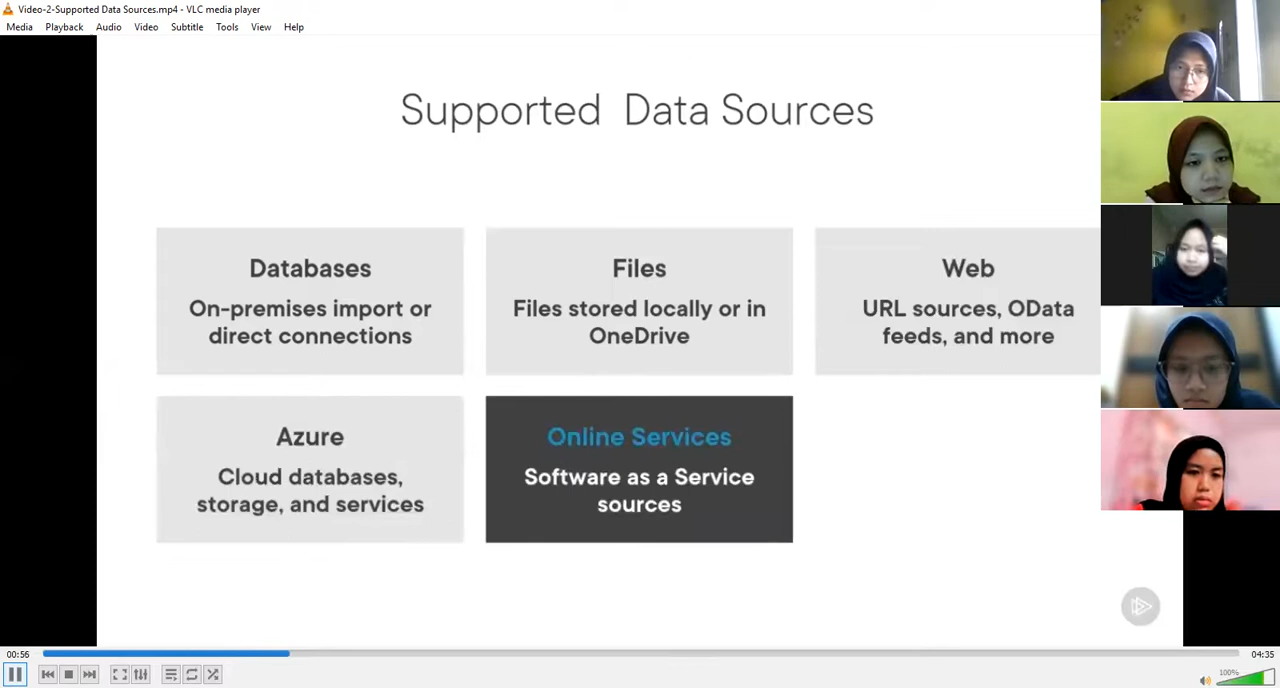 Video-2-Supported Data Sources.mp4 - VLC media player
Media Playback Audio Video Subtitle Tools View Help
Supported Data Sources
Databases
On-premises import or
direct connections
Files
Files stored locally or in
OneDrive
Web
URL sources, OData
feeds, and more
Azure
Cloud databases,
storage, and services
Online Services
Software as a Service
sources
00:56
04:35
100%